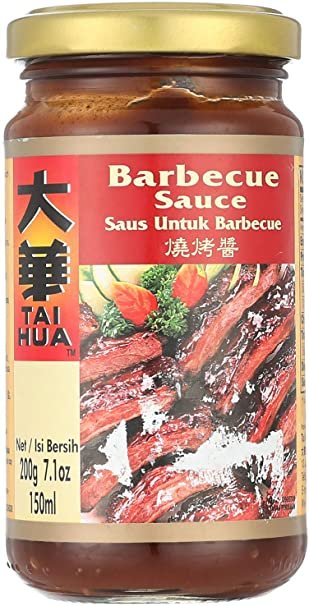 大華
TAI
HUA
TM
Barbecue
Sauce
Saus Untuk Barbecue
燒烤醬
Net / Isi Bersih
200g 7.1oz
150ml